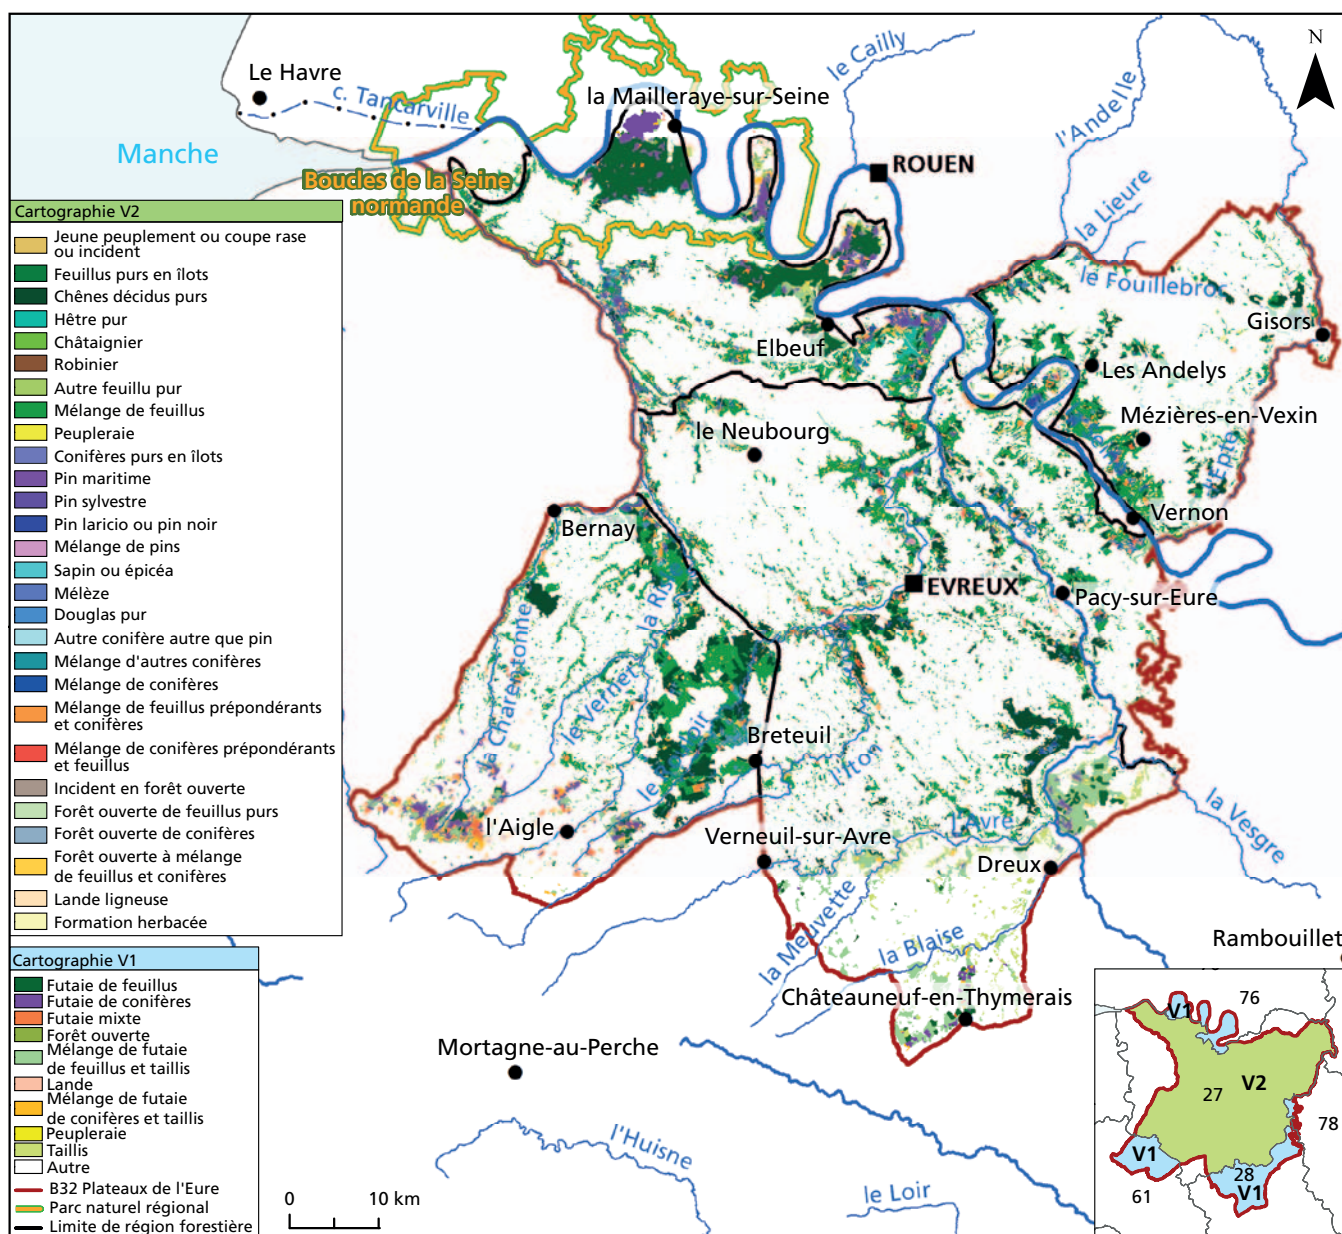 N
le Cailly
Le Havre
c. Tancarville
la Mailleraye-sur-Seine
l'Andelle
Manche
ROUEN
Boucles de la Seine
normande
la Lieure
le Fouillebroc
Gisors
Elbeuf
Les Andelys
Mézières-en-Vexin
le Neubourg
l'Epte
Vernon
Bernay
EVREUX
Pacy-sur-Eure
la Charentonne
le Vernet
Breteuil
l'Iton
l'Aigle
Verneuil-sur-Avre
l'Avre
la Vesgre
Dreux
la Meuvette
la Blaise
Rambouillet
Châteauneuf-en-Thymerais
Mortagne-au-Perche
l'Huisne
le Loir
Cartographie V2
Jeune peuplement ou coupe rase
ou incident
Feuillus purs en îlots
Chênes décidus purs
Hêtre pur
Châtaignier
Robinier
Autre feuillu pur
Mélange de feuillus
Peupleraie
Conifères purs en îlots
Pin maritime
Pin sylvestre
Pin laricio ou pin noir
Mélange de pins
Sapin ou épicéa
Mélèze
Douglas pur
Autre conifère autre que pin
Mélange d'autres conifères
Mélange de conifères
Mélange de feuillus prépondérants
et conifères
Mélange de conifères prépondérants
et feuillus
Incident en forêt ouverte
Forêt ouverte de feuillus purs
Forêt ouverte de conifères
Forêt ouverte à mélange
de feuillus et conifères
Lande ligneuse
Formation herbacée
Cartographie V1
Futaie de feuillus
Futaie de conifères
Futaie mixte
Forêt ouverte
Mélange de futaie
de feuillus et taillis
Lande
Mélange de futaie
de conifères et taillis
Peupleraie
Taillis
Autre
B32 Plateaux de l'Eure
Parc naturel régional
Limite de région forestière
0 10 km
V1
76
V2
27
78
V1
28
61
V1